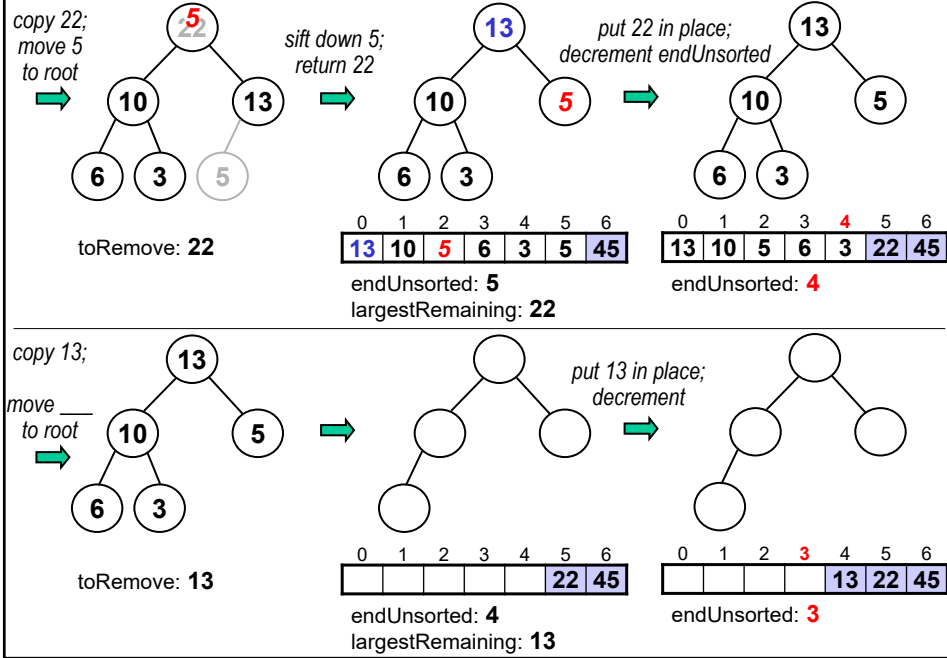 copy 22;
move 5
to root
5
22
10
13
6
3
5
toRemove: 22
sift down 5;
return 22
13
10
5
6
3
0 1 2 3 4 5 6
13 10 5 6 3 5 45
endUnsorted: 5
largestRemaining: 22
put 22 in place;
decrement endUnsorted
13
10
5
6
3
0 1 2 3 4 5 6
13 10 5 6 3 22 45
endUnsorted: 4
copy 13;
move ___
to root
13
10
5
6
3
toRemove: 13
0 1 2 3 4 5 6
22 45
endUnsorted: 4
largestRemaining: 13
put 13 in place;
decrement
0 1 2 3 4 5 6
13 22 45
endUnsorted: 3